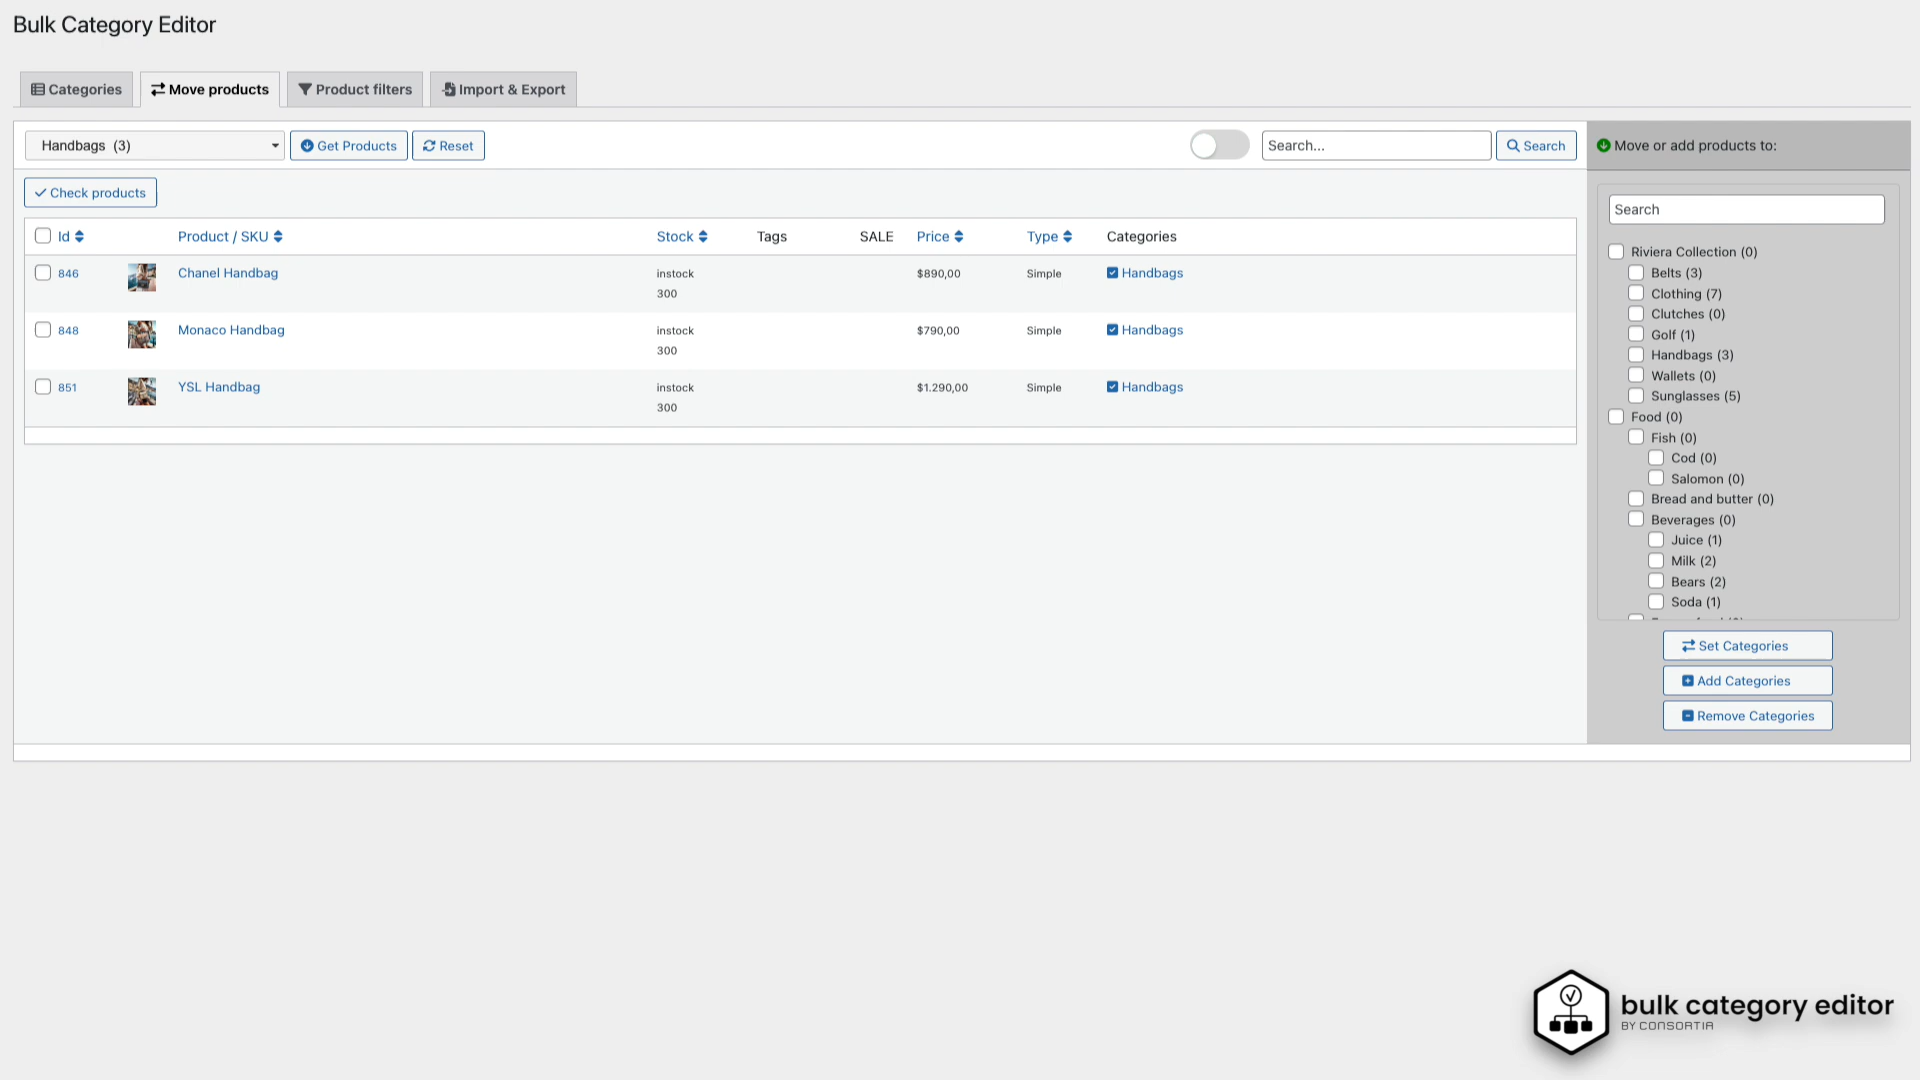 Bulk Category Editor
Categories
Move products
Product filters
Import & Export
Handbags (3)
Get Products
Reset
Search...
Search
Move or add products to:
Check products
Id
Product / SKU
Stock
Tags
SALE
Price
Type
Categories
846
Chanel Handbag
instock
300
$890,00
Simple
Handbags
848
Monaco Handbag
instock
300
$790,00
Simple
Handbags
851
YSL Handbag
instock
300
$1.290,00
Simple
Handbags
Search
Riviera Collection (0)
Belts (3)
Clothing (7)
Clutches (0)
Golf (1)
Handbags (3)
Wallets (0)
Sunglasses (5)
Food (0)
Fish (0)
Cod (0)
Salomon (0)
Bread and butter (0)
Beverages (0)
Juice (1)
Milk (2)
Bears (2)
Soda (1)
Set Categories
Add Categories
Remove Categories
bulk category editor
BY CONSORTIA